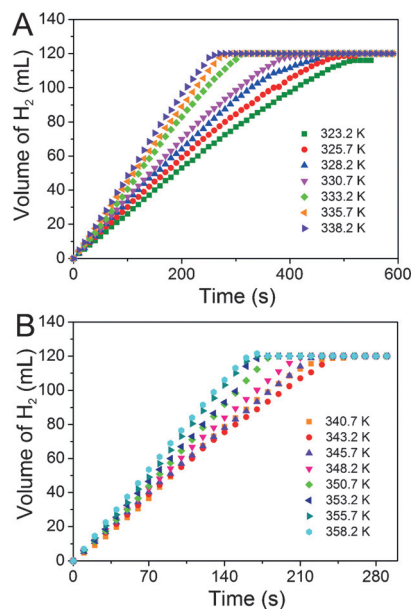 A
Volume of H2 (mL)
140
120
100
80
60
40
20
0
323.2 K
325.7 K
328.2 K
330.7 K
333.2 K
335.7 K
338.2 K
0 200 400 600
Time (s)
B
Volume of H2 (mL)
140
120
100
80
60
40
20
0
340.7 K
343.2 K
345.7 K
348.2 K
350.7 K
353.2 K
355.7 K
358.2 K
0 70 140 210 280
Time (s)